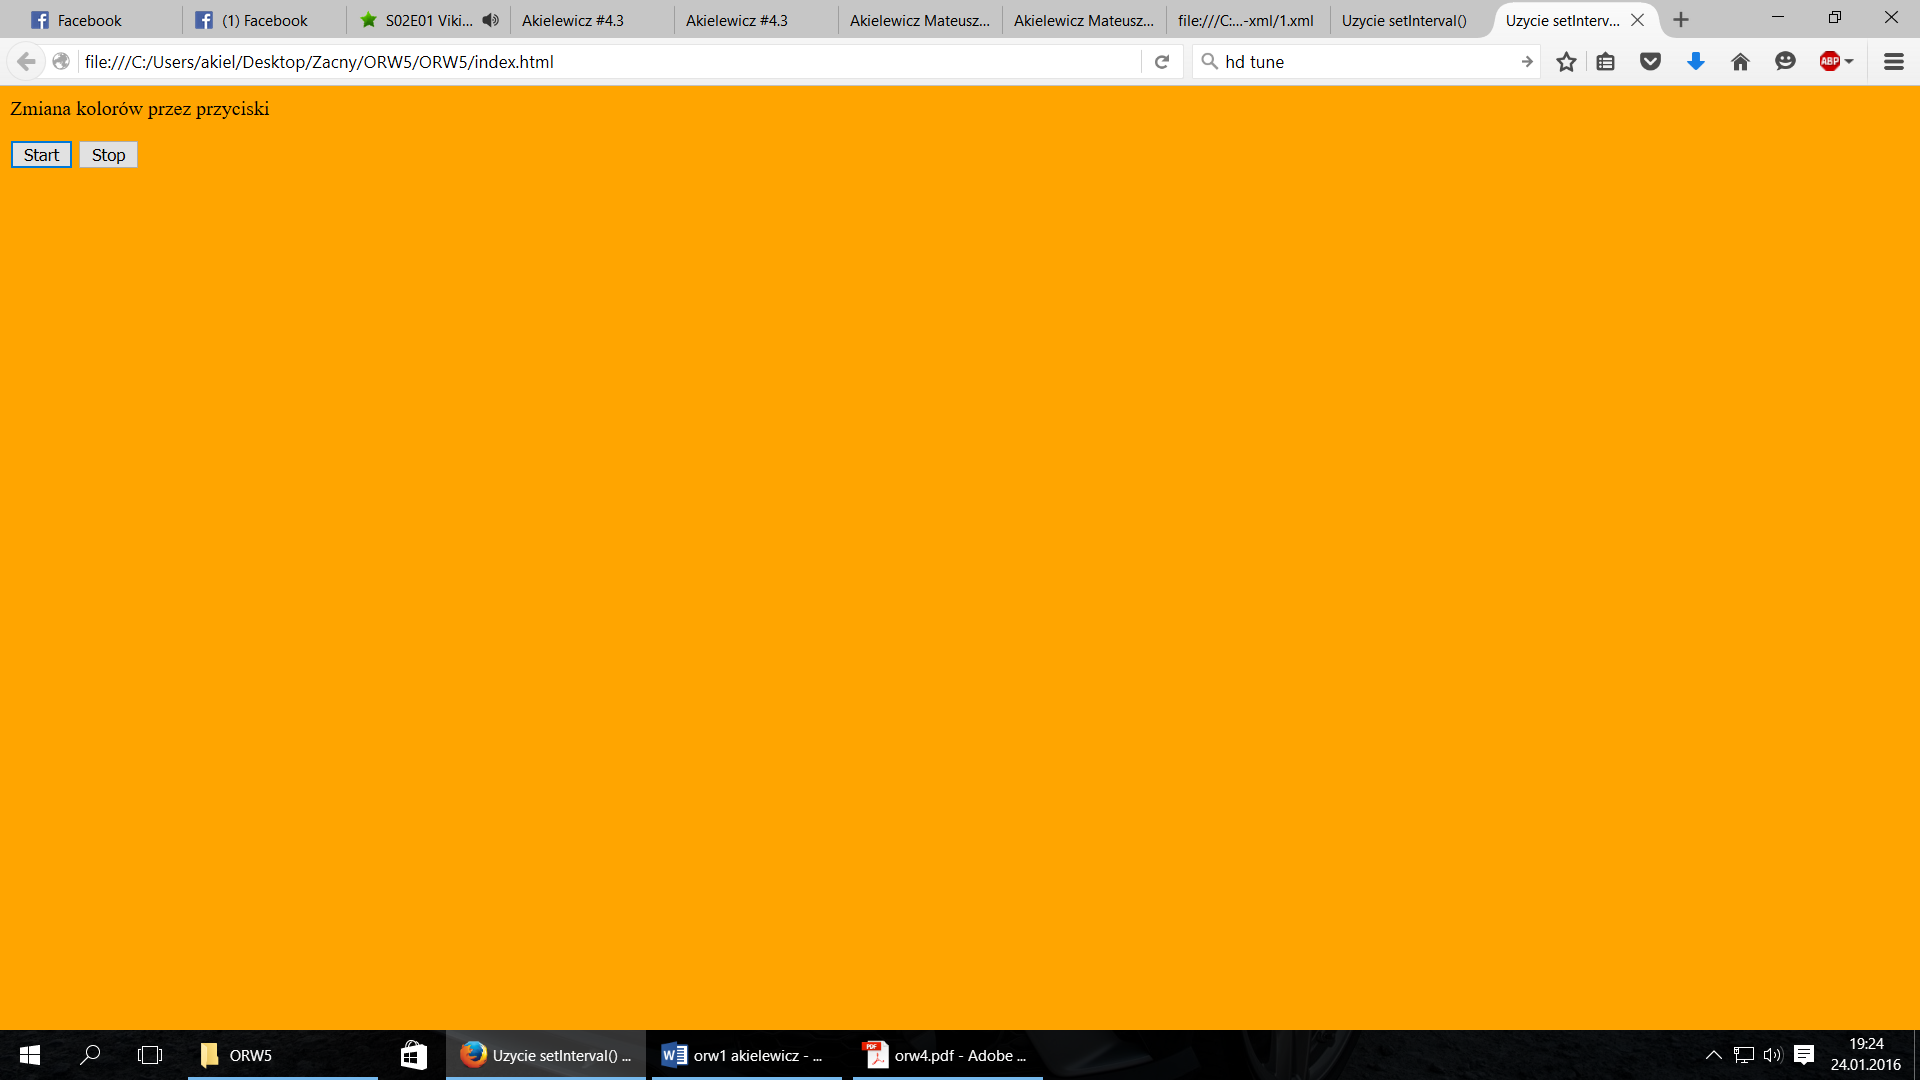 Facebook
(1) Facebook
S02E01 Viki...
Akielewicz #4.3
Akielewicz #4.3
Akielewicz Mateusz...
Akielewicz Mateusz...
file:///C:...-xml/1.xml
Uzycie setInterval()
Uzycie setInterv...
file:///C:/Users/akiel/Desktop/Zacny/ORW5/ORW5/index.html
hd tune
ABP
Zmiana kolorów przez przyciski
Start Stop
ORW5
Uzycie setInterval() ...
orw1 akielewicz - ...
PDF
orw4.pdf - Adobe ...
19:24
24.01.2016